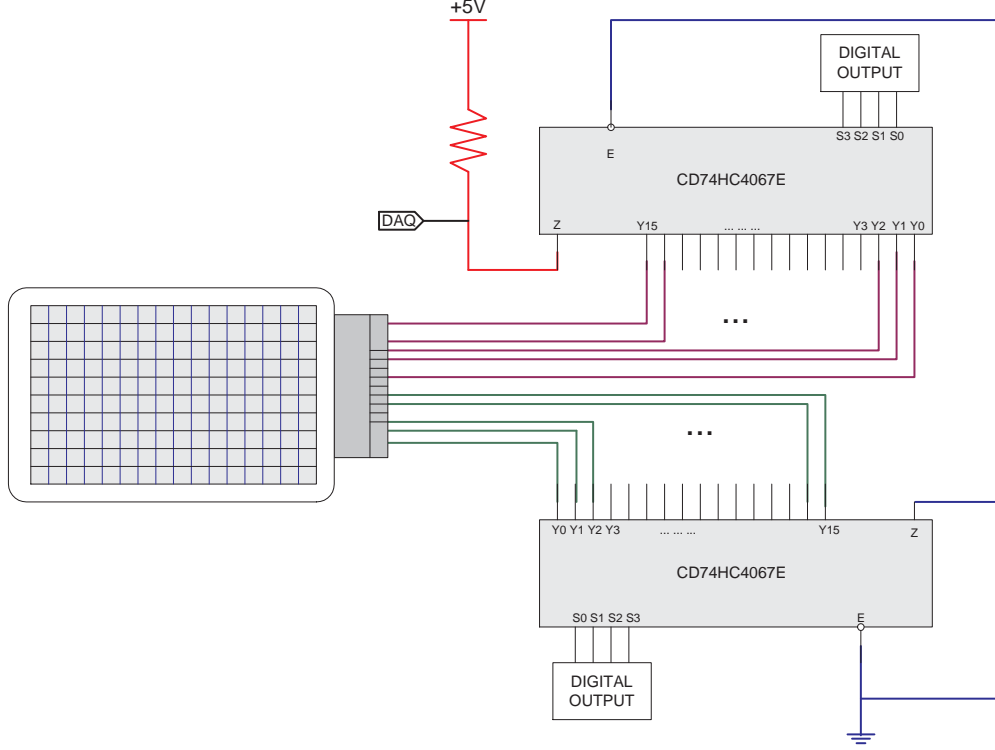 +5V
DIGITAL
OUTPUT
S3 S2 S1 S0
E
CD74HC4067E
DAQ
Z Y15 ... ... ... Y3 Y2 Y1 Y0
...
...
Y0 Y1 Y2 Y3 ... ... ... Y15 Z
CD74HC4067E
S0 S1 S2 S3 E
DIGITAL
OUTPUT